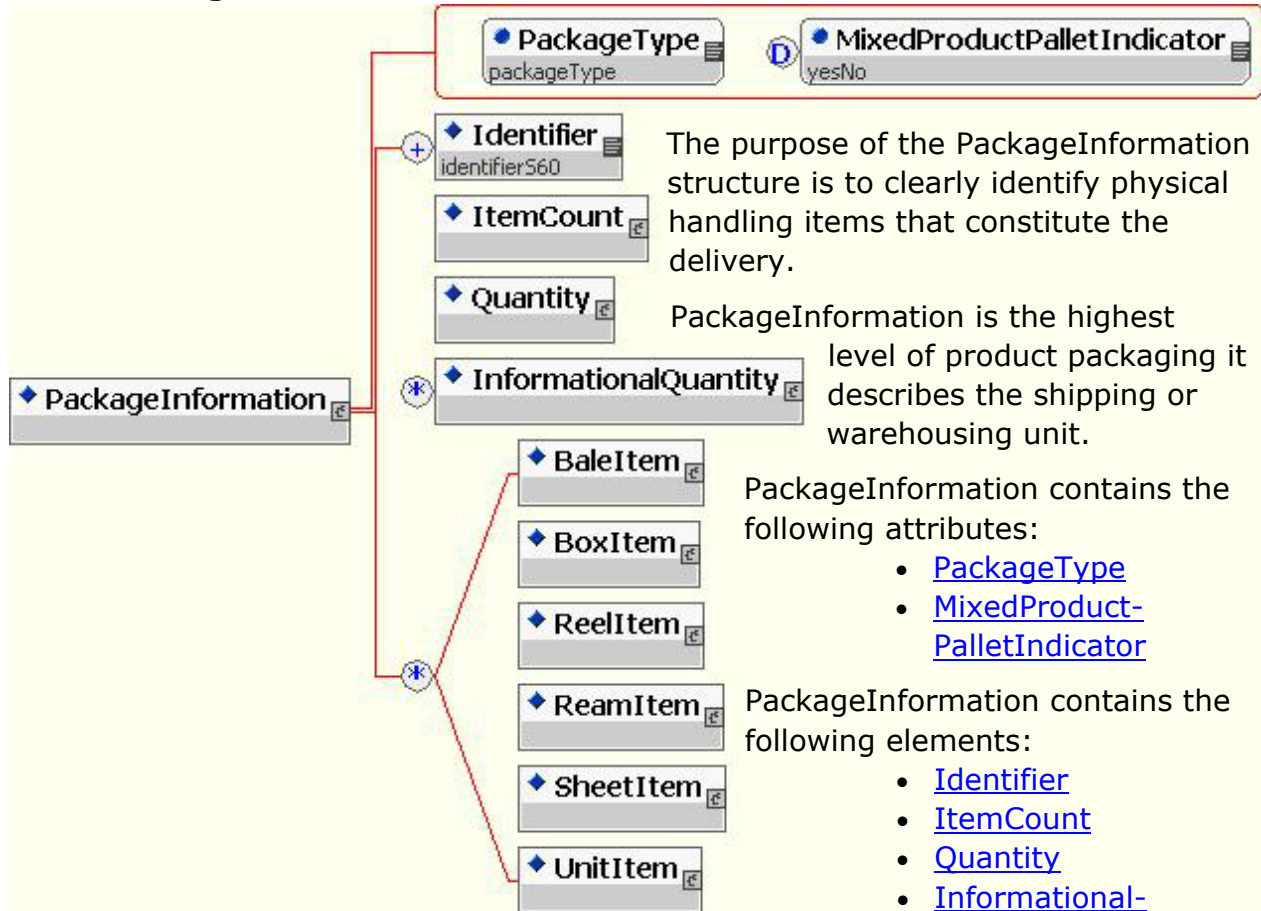 PackageType
packageType
D
MixedProductPalletIndicator
yesNo
+
Identifier
identifierS60
ItemCount
Quantity
*
InformationalQuantity
PackageInformation
BaleItem
BoxItem
ReelItem
*
ReamItem
SheetItem
UnitItem
The purpose of the PackageInformation
structure is to clearly identify physical
handling items that constitute the
delivery.
PackageInformation is the highest
level of product packaging it
describes the shipping or
warehousing unit.
PackageInformation contains the
following attributes:
• PackageType
• MixedProduct-
PalletIndicator
PackageInformation contains the
following elements:
• Identifier
• ItemCount
• Quantity
• Informational-